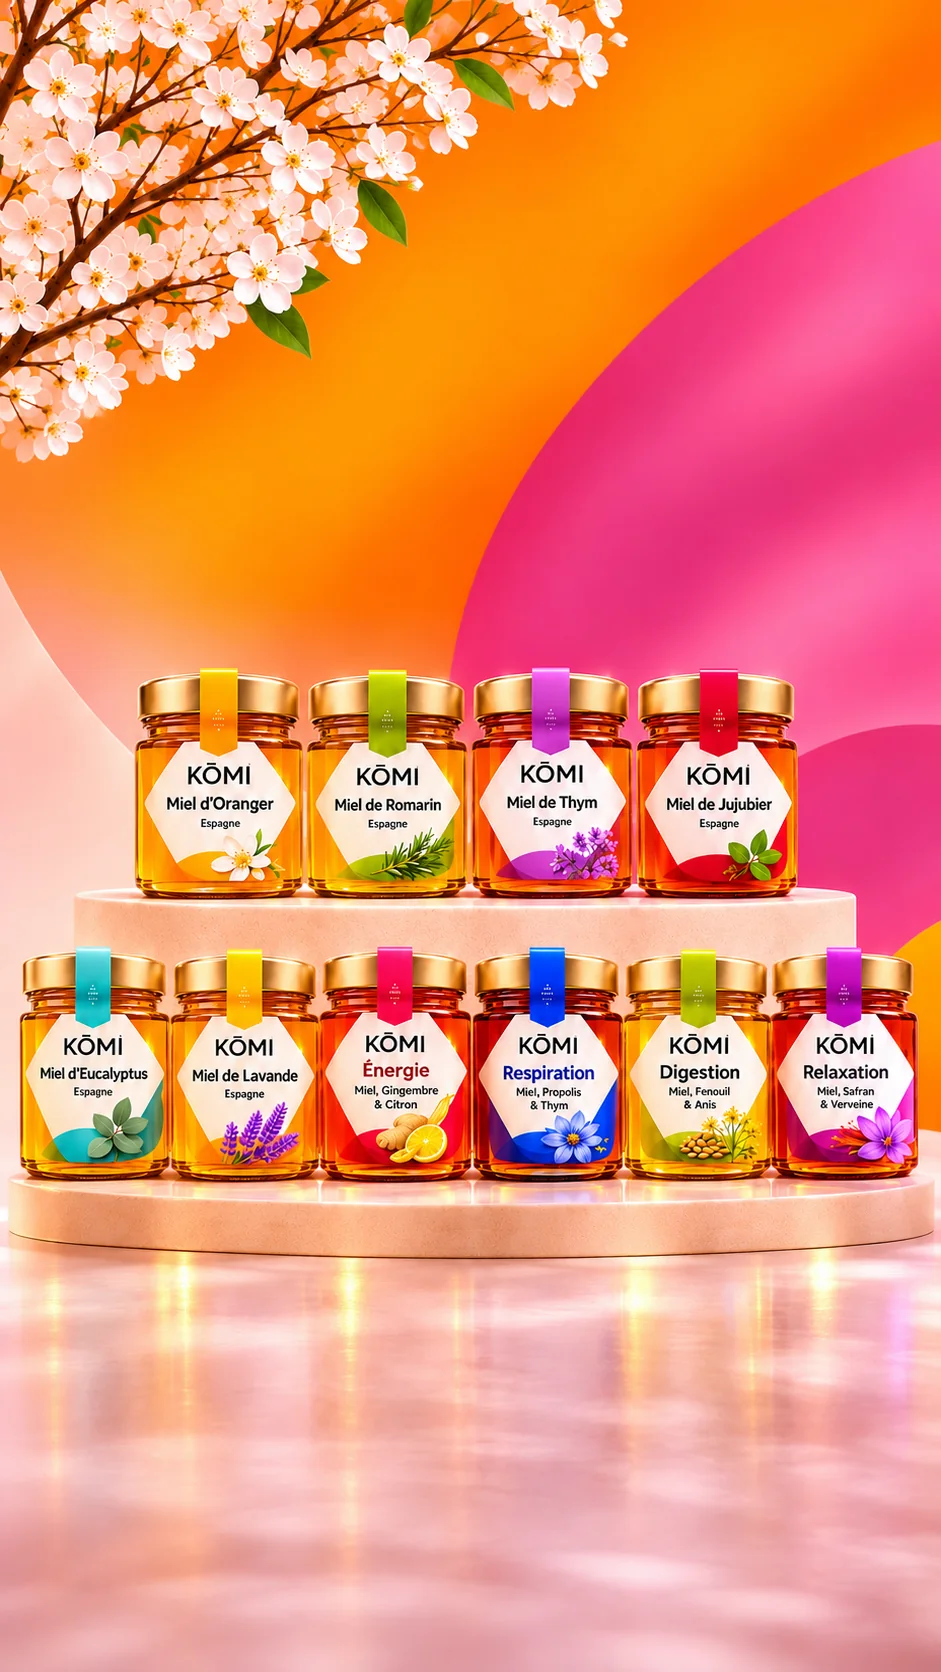 KŌMI
Miel d'Oranger
Espagne
KŌMI
Miel de Romarin
Espagne
KŌMI
Miel de Thym
Espagne
KŌMI
Miel de Jujubier
Espagne
KŌMI
Miel d'Eucalyptus
Espagne
KŌMI
Miel de Lavande
Espagne
KŌMI
Énergie
Miel, Gingembre
& Citron
KŌMI
Respiration
Miel, Propolis
& Thym
KŌMI
Digestion
Miel, Fenouil
& Anis
KŌMI
Relaxation
Miel, Safran
& Verveine